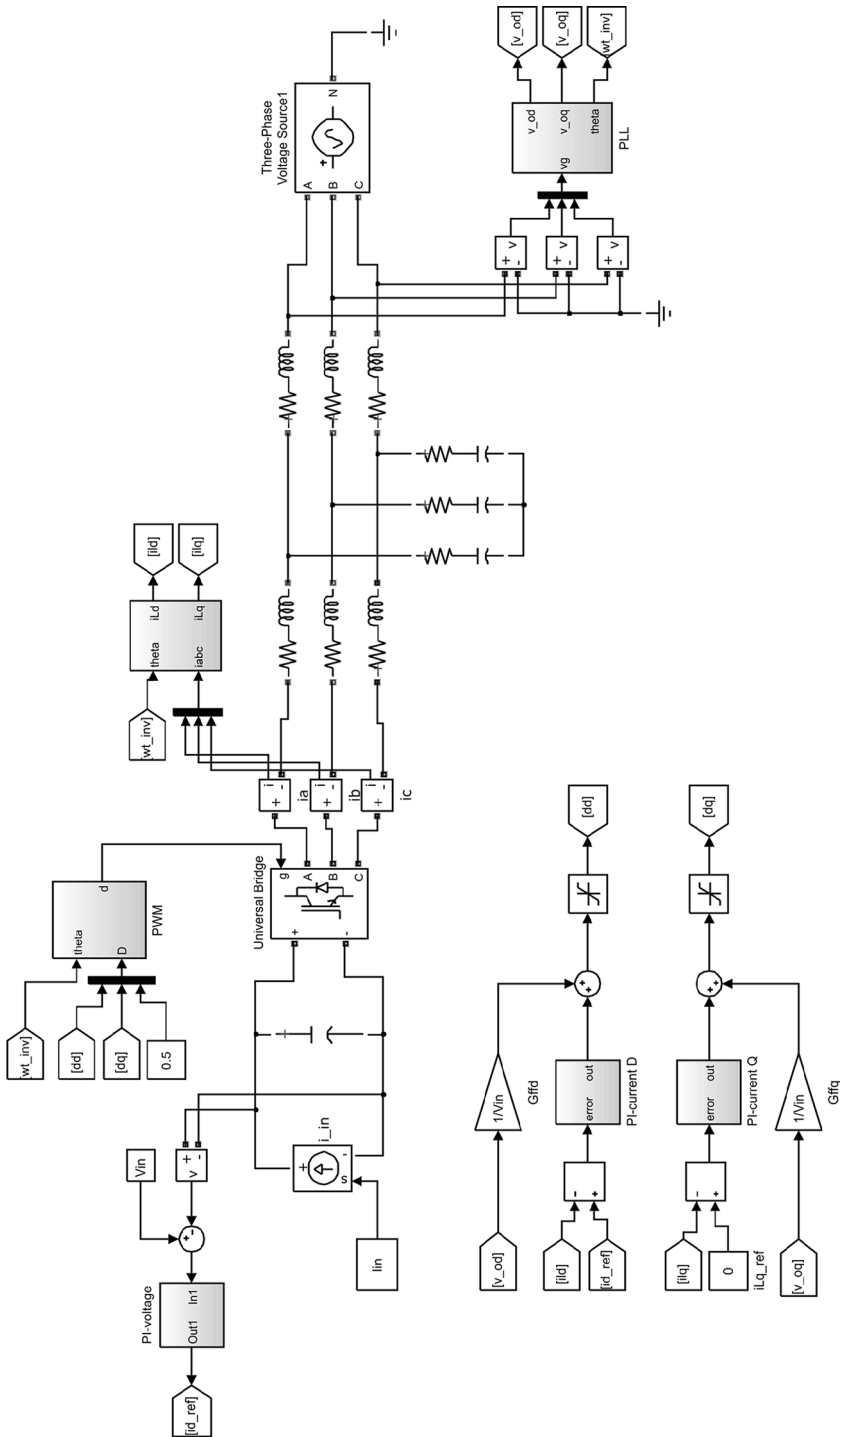 [id_ref]
PI-voltage
Out1
In1
Vin
+
-
v
+
-
Iin
i_in
+
-
s
[wt_inv]
[dd]
[dq]
0.5
PWM
theta
D
d
Universal Bridge
+
-
g
A
B
C
+
-
i
ia
+
-
i
ib
+
-
i
ic
[wt_inv]
theta
iabc
iLd
iLq
[ild]
[ilq]
Three-Phase
Voltage Source1
A
B
C
N
+
+
-
v
+
-
v
+
-
v
PLL
vg
v_od
v_oq
theta
[v_od]
[v_oq]
[wt_inv]
[v_od]
1/Vin
Gffd
[ild]
[id_ref]
-
+
error
out
PI-current D
+
+
[dd]
[ilq]
0
iLq_ref
-
+
error
out
PI-current Q
+
+
[dq]
[v_oq]
1/Vin
Gffq